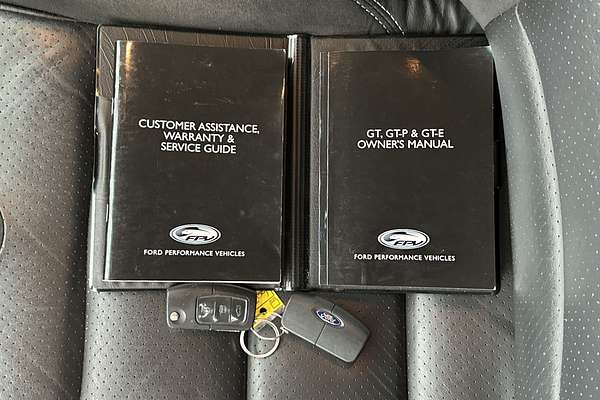 CUSTOMER ASSISTANCE,
WARRANTY &
SERVICE GUIDE
FPV
FORD PERFORMANCE VEHICLES
GT, GT-P & GT-E
OWNER'S MANUAL
FPV
FORD PERFORMANCE VEHICLES
Ford